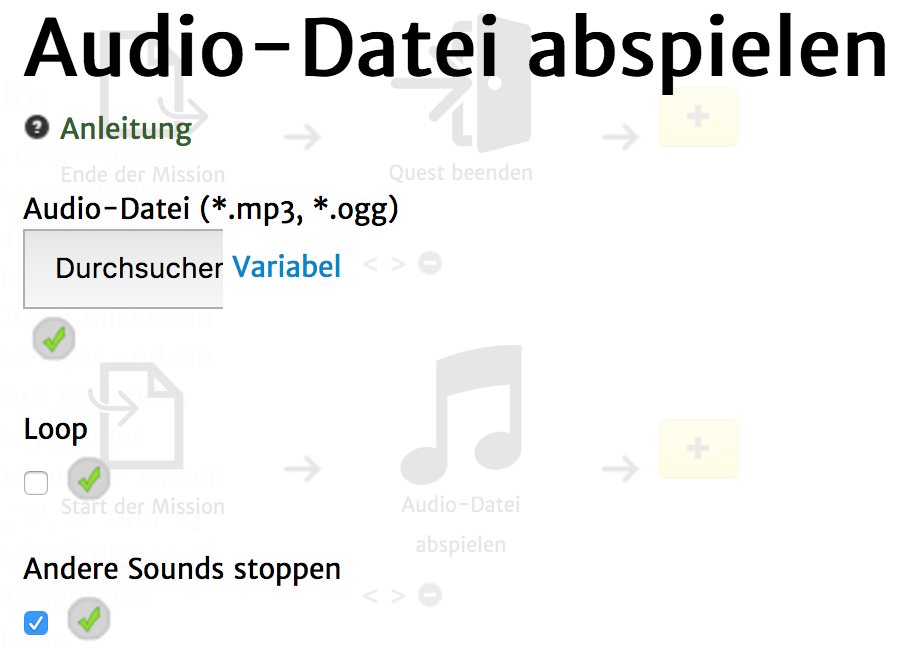 Audio-Datei abspielen
Anleitung
Ende der Mission
Quest beenden
Audio-Datei (*.mp3, *.ogg)
Durchsucher
Variabel
Loop
Start der Mission
Audio-Datei
abspielen
Andere Sounds stoppen